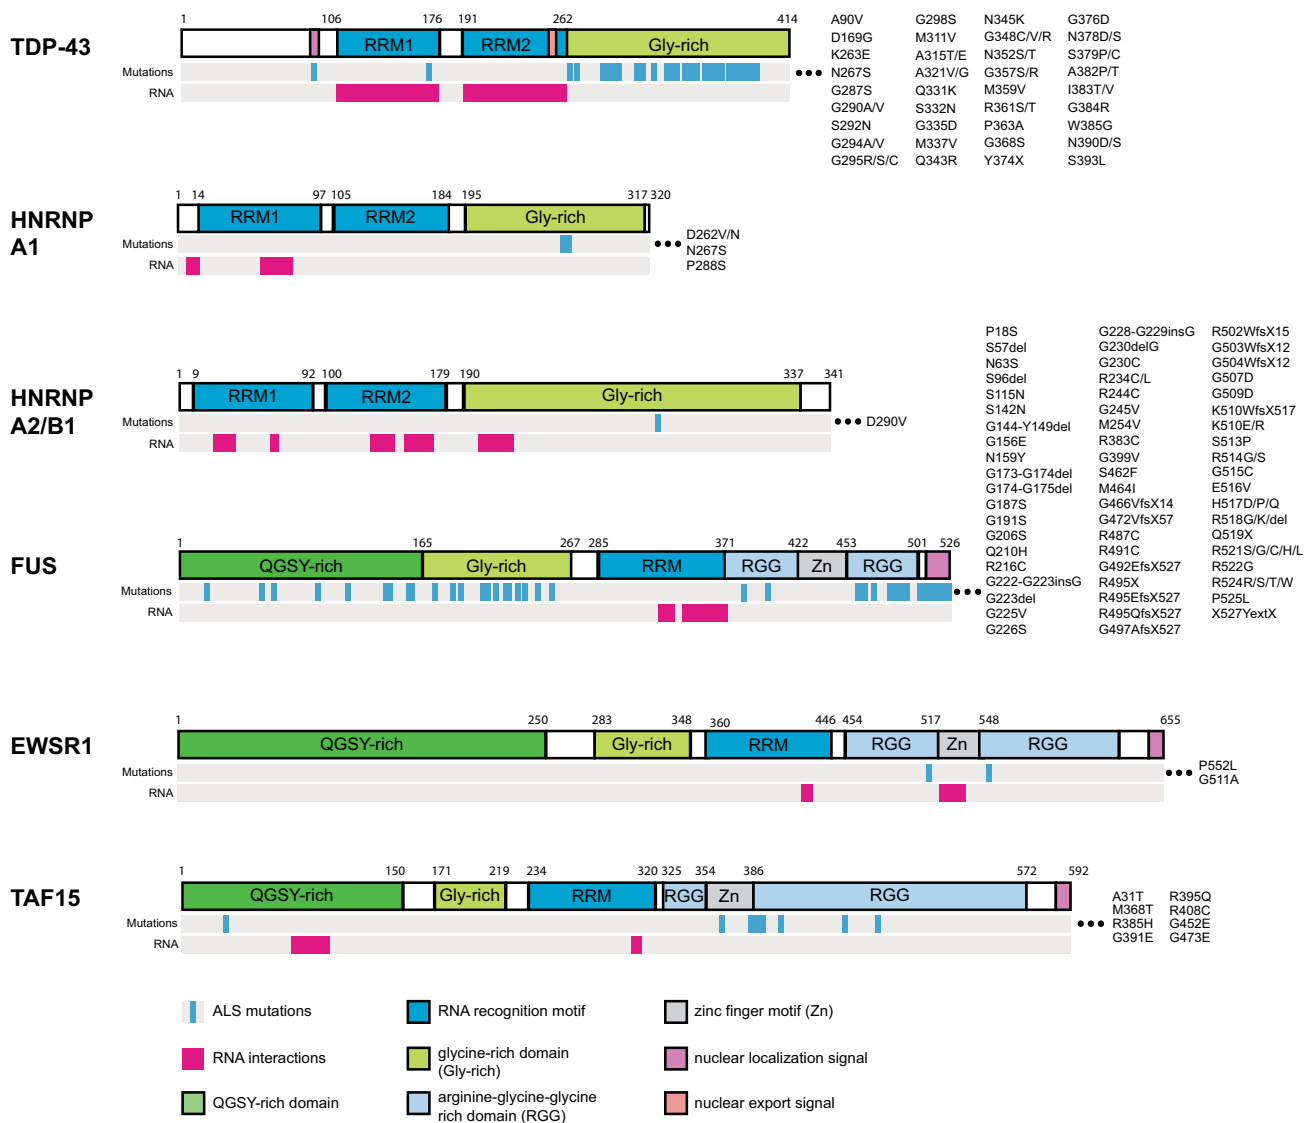 TDP-43
1 106 176 191 262 414
RRM1 RRM2 Gly-rich
Mutations
RNA
A90V G298S N345K G376D
D169G M311V G348C/V/R N378D/S
K263E A315T/E N352S/T S379P/C
N267S A321V/G G357S/R A382P/T
G287S Q331K M359V I383T/V
G290A/V S332N R361S/T G384R
S292N G335D P363A W385G
G294A/V M337V G368S N390D/S
G295R/S/C Q343R Y374X S393L
HNRNP
A1
1 14 97 105 184 195 317 320
RRM1 RRM2 Gly-rich
Mutations
RNA
D262V/N
N267S
P288S
HNRNP
A2/B1
1 9 92 100 179 190 337 341
RRM1 RRM2 Gly-rich
Mutations
RNA
D290V
P18S G228-G229insG R502WfsX15
S57del G230delG G503WfsX12
N63S G230C G504WfsX12
S96del R234C/L G507D
S115N R244C G509D
S142N G245V K510WfsX517
G144-Y149del M254V K510E/R
G156E R383C S513P
N159Y G399V R514G/S
G173-G174del S462F G515C
G174-G175del M464I E516V
G187S G466VfsX14 H517D/P/Q
G191S G472VfsX57 R518G/K/del
G206S R487C Q519X
Q210H R491C R521S/G/C/H/L
R216C G492EfsX527 R522G
G222-G223insG R495X R524R/S/T/W
G223del R495EfsX527 P525L
G225V R495QfsX527 X527YextX
G226S G497AfsX527
FUS
1 165 267 285 371 422 453 501 526
QGSY-rich Gly-rich RRM RGG Zn RGG
Mutations
RNA
EWSR1
1 250 283 348 360 446 454 517 548 655
QGSY-rich Gly-rich RRM RGG Zn RGG
Mutations
RNA
P552L
G511A
TAF15
1 150 171 219 234 320 325 354 386 572 592
QGSY-rich Gly-rich RRM RGG Zn RGG
Mutations
RNA
A31T R395Q
M368T R408C
R385H G452E
G391E G473E
ALS mutations RNA recognition motif zinc finger motif (Zn)
RNA interactions glycine-rich domain nuclear localization signal
(Gly-rich)
QGSY-rich domain arginine-glycine-glycine nuclear export signal
rich domain (RGG)